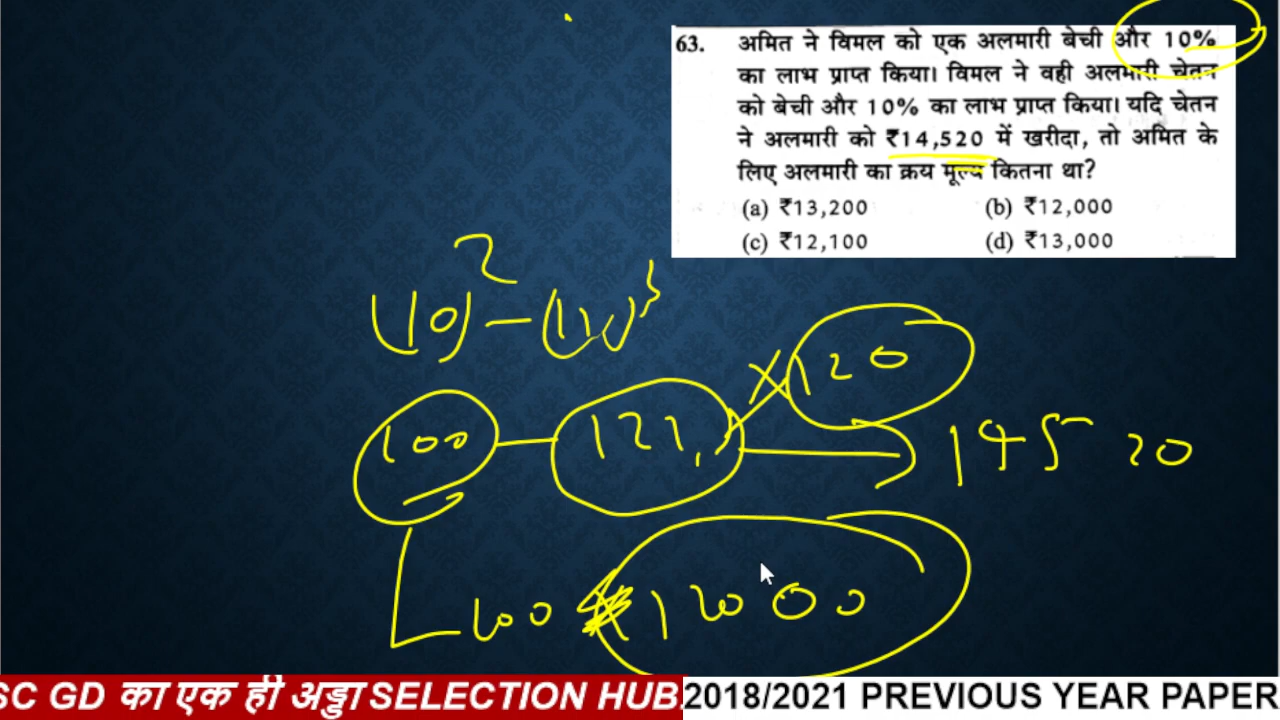 63. अमित ने विमल को एक अलमारी बेची और 10%
का लाभ प्राप्त किया। विमल ने वही अलमारी चेतन
को बेची और 10% का लाभ प्राप्त किया। यदि चेतन
ने अलमारी को ₹14,520 में खरीदा, तो अमित के
लिए अलमारी का क्रय मूल्य कितना था?
(a) ₹13,200 (b) ₹12,000
(c) ₹12,100 (d) ₹13,000
(10)² -
×120
100 - 121 14520
100 12000
SC GD का एक ही अड्डा SELECTION HUB 2018/2021 PREVIOUS YEAR PAPER